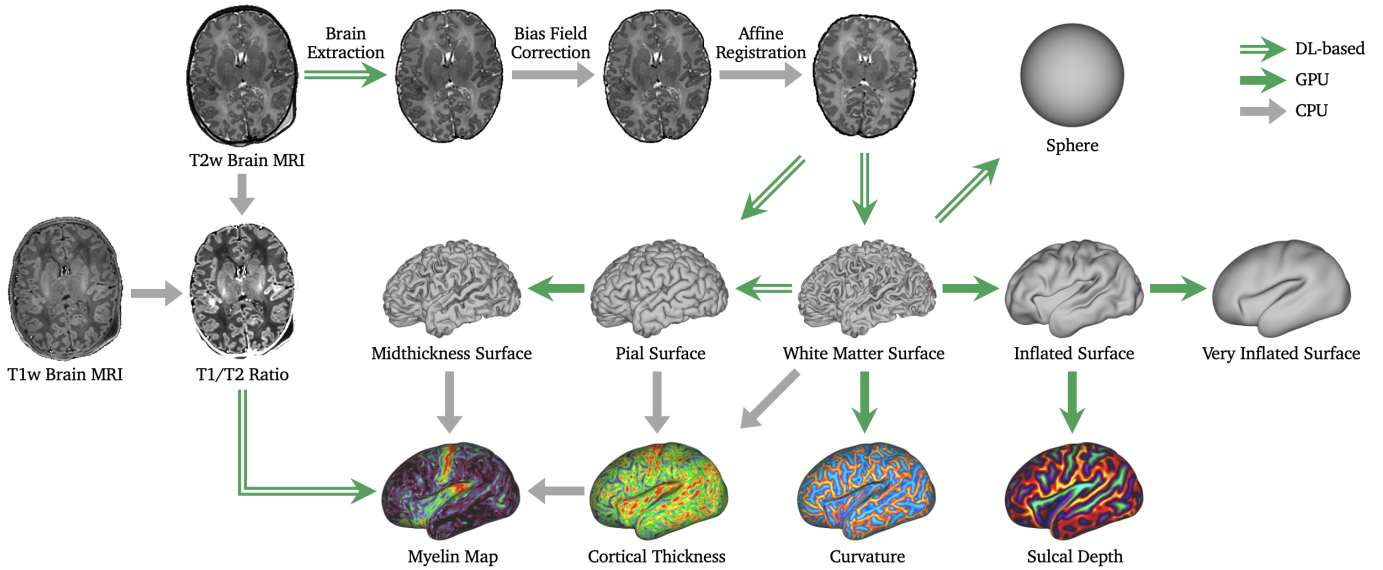 Brain
Extraction
Bias Field
Correction
Affine
Registration
DL-based
GPU
CPU
T2w Brain MRI
Sphere
T1w Brain MRI
T1/T2 Ratio
Midthickness Surface
Pial Surface
White Matter Surface
Inflated Surface
Very Inflated Surface
Myelin Map
Cortical Thickness
Curvature
Sulcal Depth